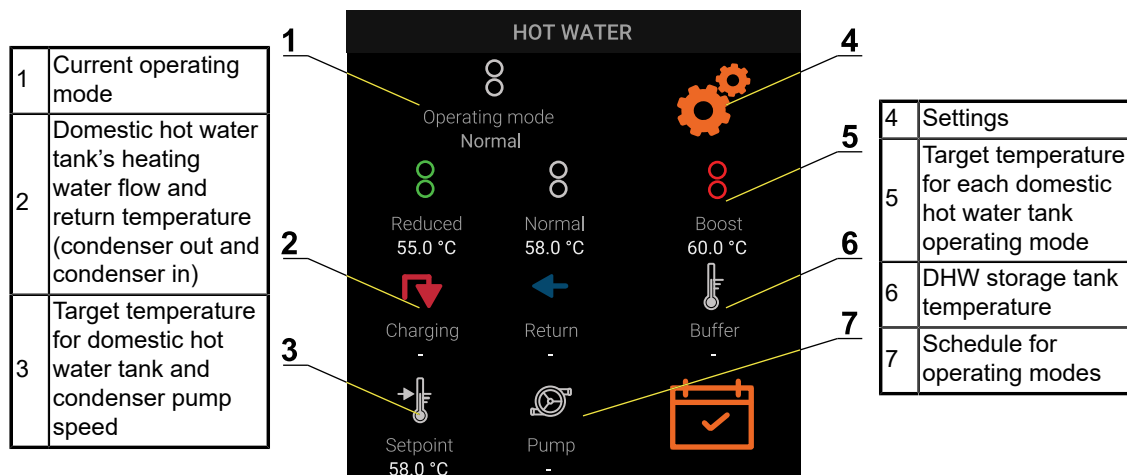 1
Current operating
mode
2
Domestic hot water
tank's heating
water flow and
return temperature
(condenser out and
condenser in)
3
Target temperature
for domestic hot
water tank and
condenser pump
speed
HOT WATER
1
4
Operating mode
Normal
5
Reduced
Normal
Boost
55.0 °C
58.0 °C
60.0 °C
2
6
Charging
Return
Buffer
-
-
-
3
7
Setpoint
Pump
58.0 °C
-
4
Settings
5
Target temperature
for each domestic
hot water tank
operating mode
6
DHW storage tank
temperature
7
Schedule for
operating modes